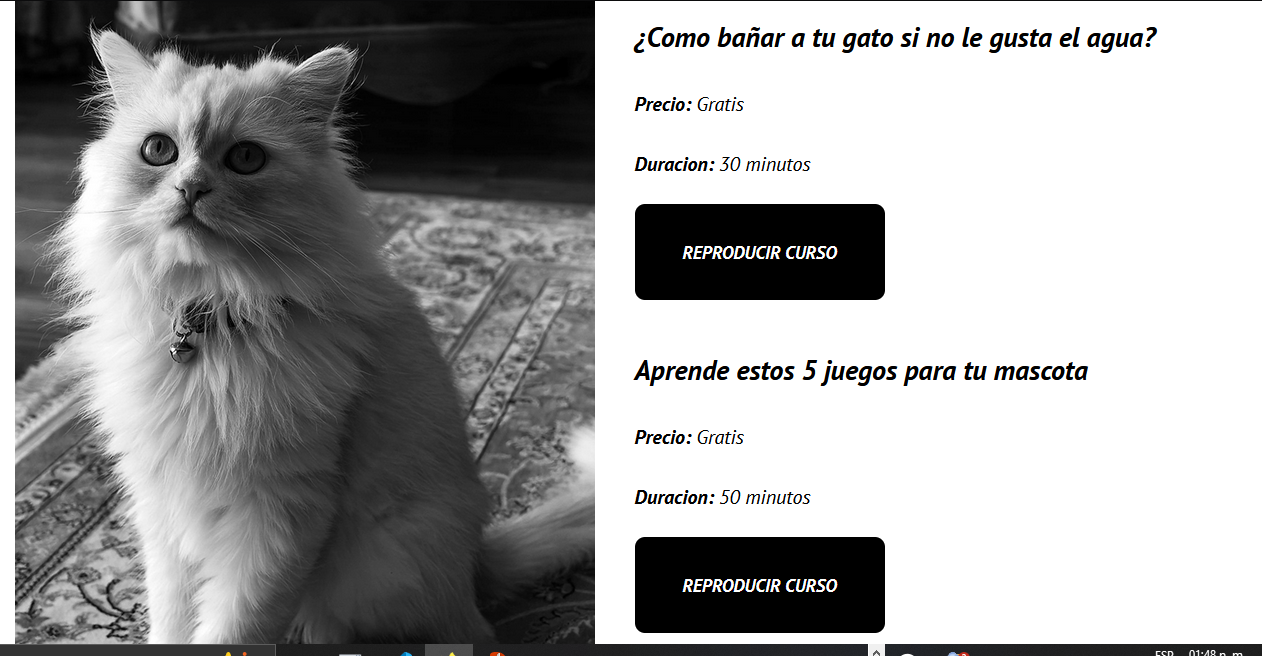 ¿Como bañar a tu gato si no le gusta el agua?
Precio: Gratis
Duracion: 30 minutos
REPRODUCIR CURSO
Aprende estos 5 juegos para tu mascota
Precio: Gratis
Duracion: 50 minutos
REPRODUCIR CURSO
ESP 01:48 p. m.